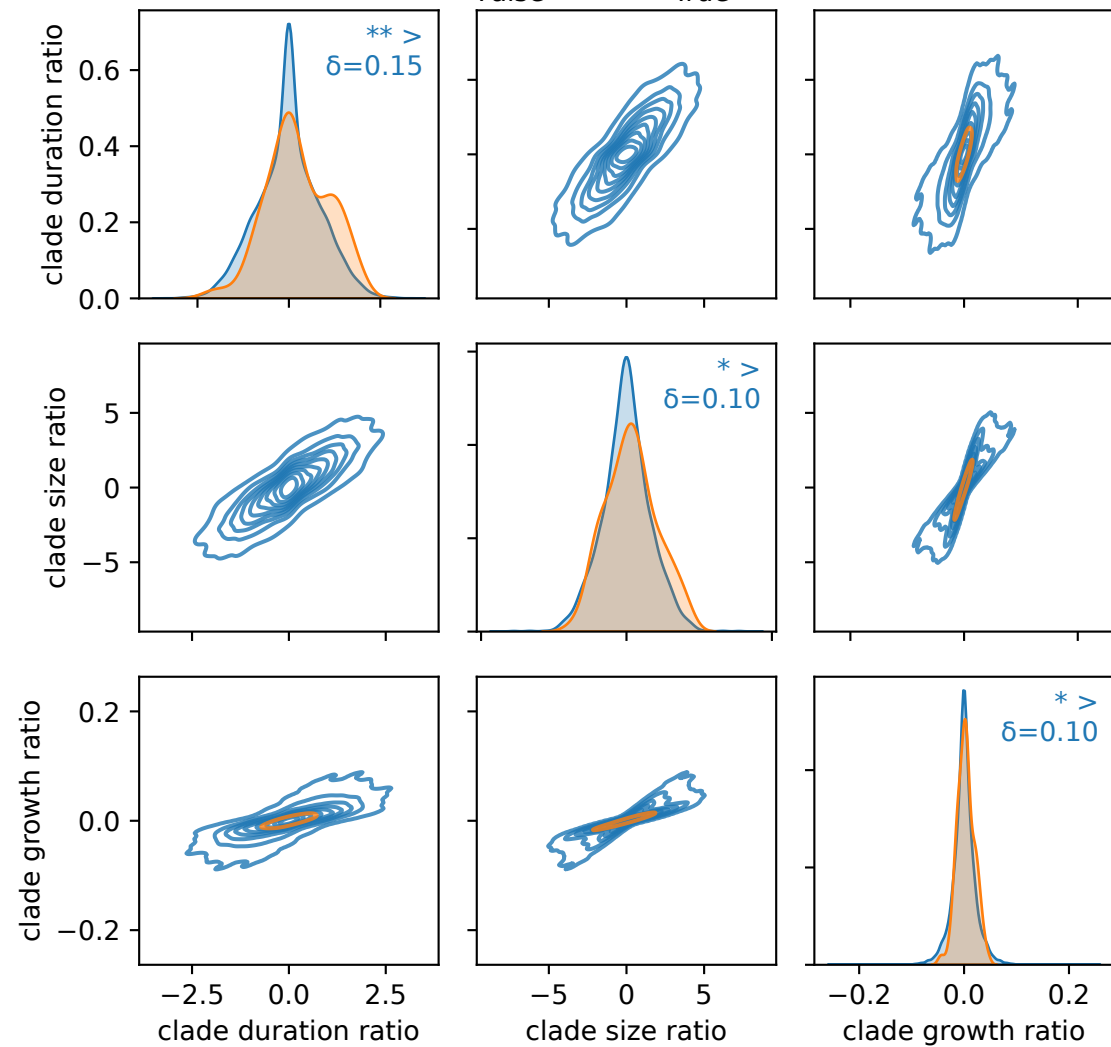 clade duration ratio
0.6
0.4
0.2
0.0
** >
δ=0.15
clade size ratio
5
0
−5
* >
δ=0.10
clade growth ratio
0.2
0.0
−0.2
* >
δ=0.10
−2.5 0.0 2.5
−5 0 5
−0.2 0.0 0.2
clade duration ratio
clade size ratio
clade growth ratio